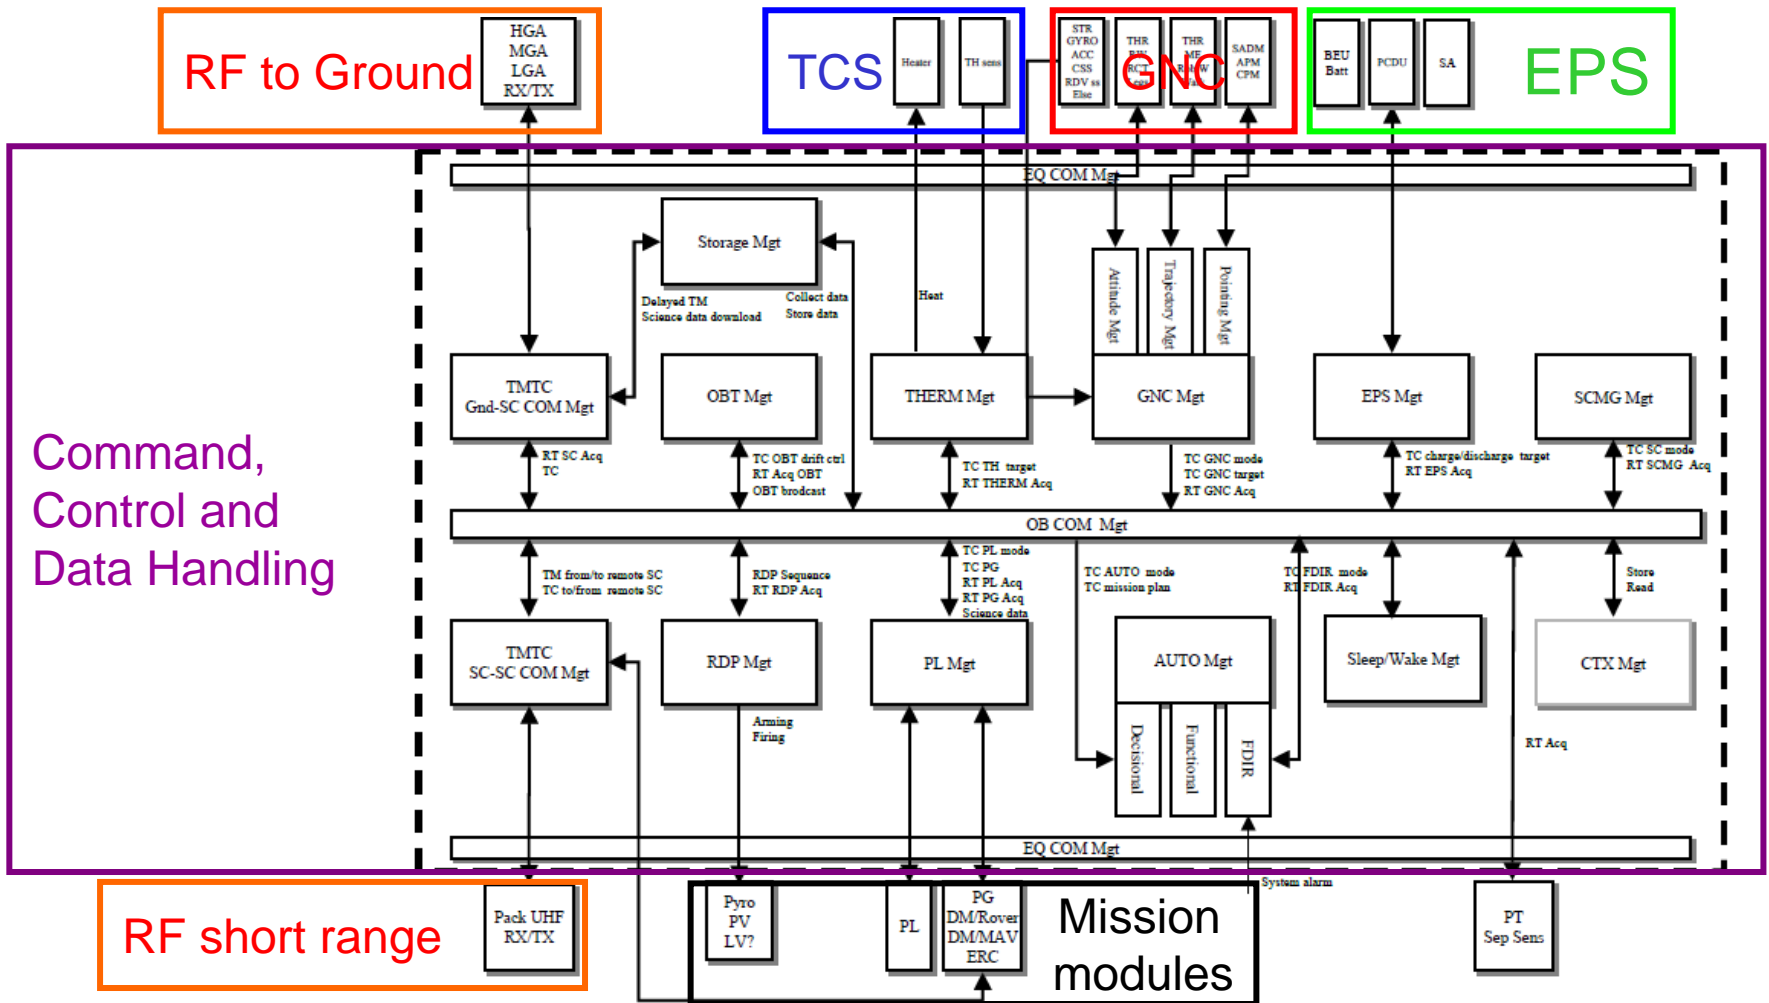 RF to Ground
HGA
MGA
LGA
RX/TX
TCS
Heater
TH sens
STR
GYRO
ACC
CSS
RDV ss
Else
THR
RCT
THR
ME
GNC
SADM
APM
CPM
BEU
Batt
PCDU
SA
EPS
EQ COM Mgt
Storage Mgt
Delayed TM
Science data download
Collect data
Store data
Heat
Attitude Mgt
Trajectory Mgt
Pointing Mgt
TMTC
Gnd-SC COM Mgt
OBT Mgt
THERM Mgt
GNC Mgt
EPS Mgt
SCMG Mgt
Command,
Control and
Data Handling
RT SC Acq
TC
TC OBT drift ctrl
RT Acq OBT
OBT brodcast
TC TH target
RT THERM Acq
TC GNC mode
TC GNC target
RT GNC Acq
TC charge/discharge target
RT EPS Acq
TC SC mode
RT SCMG Acq
OB COM Mgt
TM from/to remote SC
TC to/from remote SC
RDP Sequence
RT RDP Acq
TC PL mode
TC PG
RT PL Acq
RT PG Acq
Science data
TC AUTO mode
TC mission plan
TC FDIR mode
RT FDIR Acq
Store
Read
TMTC
SC-SC COM Mgt
RDP Mgt
PL Mgt
AUTO Mgt
Sleep/Wake Mgt
CTX Mgt
Arming
Firing
Decisional
Functional
FDIR
RT Acq
EQ COM Mgt
System alarm
RF short range
Pack UHF
RX/TX
Pyro
PV
LV?
PL
PG
DM/Rover
DM/MAV
ERC
Mission
modules
PT
Sep Sens